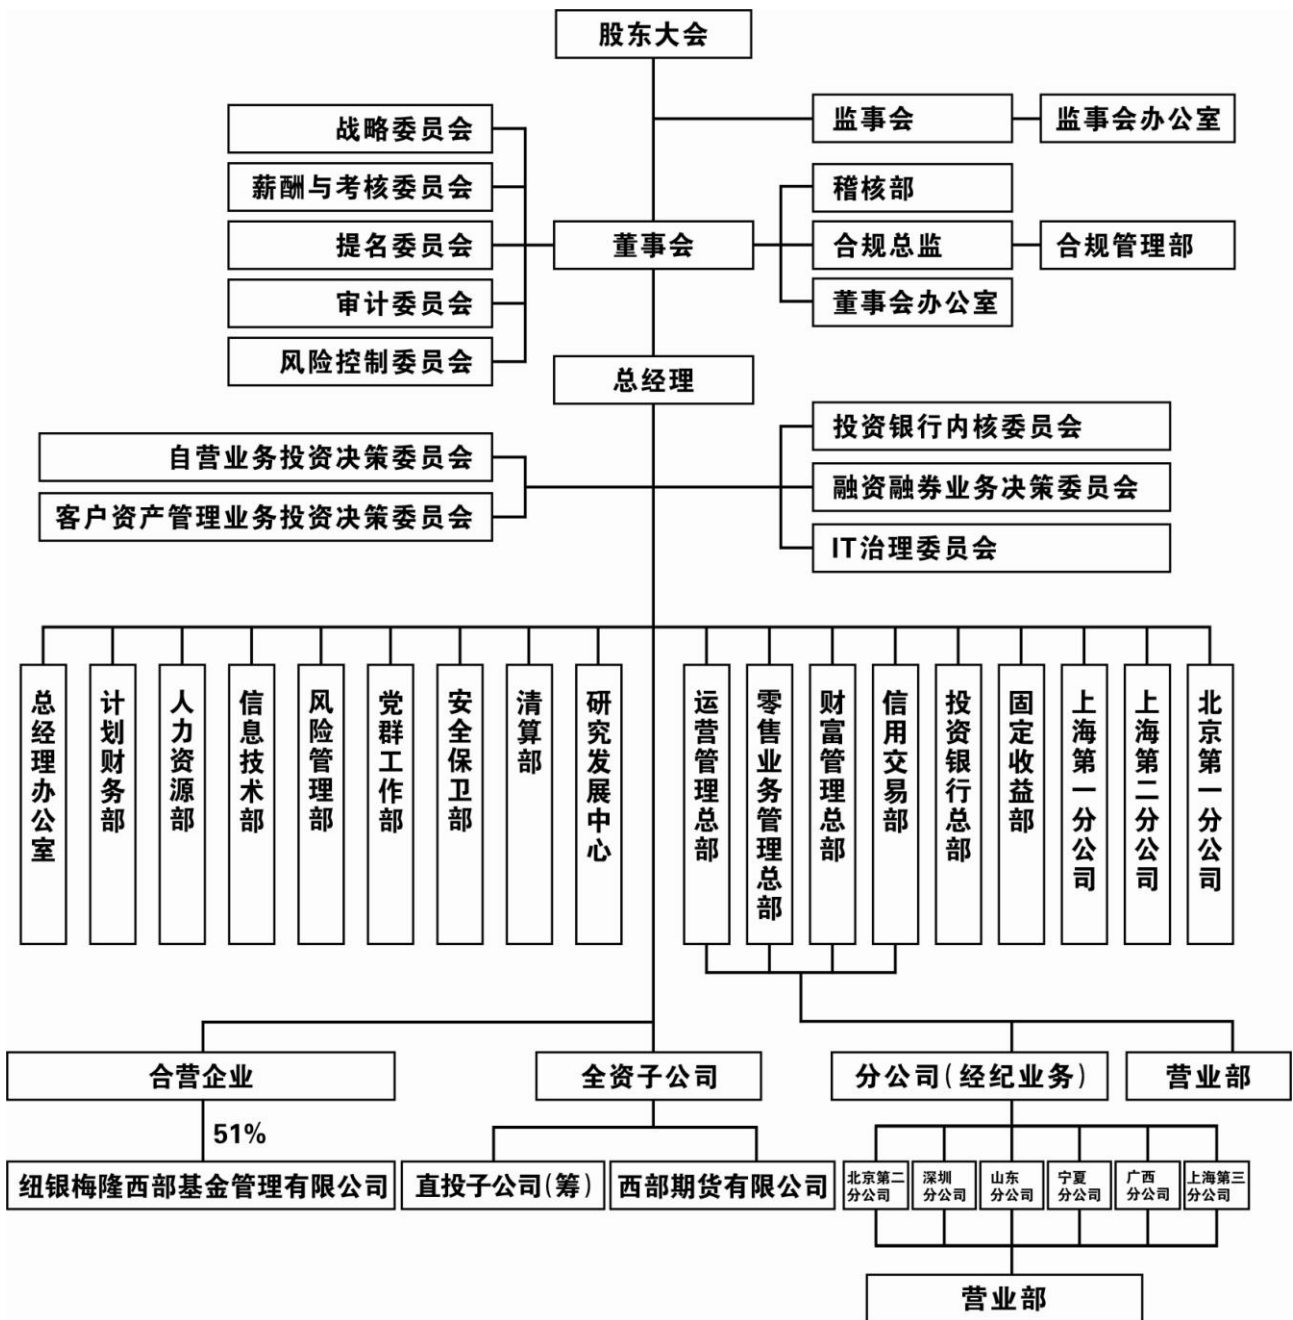 股东大会
监事会
监事会办公室
战略委员会
薪酬与考核委员会
提名委员会
审计委员会
风险控制委员会
董事会
稽核部
合规总监
合规管理部
董事会办公室
总经理
自营业务投资决策委员会
客户资产管理业务投资决策委员会
投资银行内核委员会
融资融券业务决策委员会
IT治理委员会
总经理办公室
计划财务部
人力资源部
信息技术部
风险管理部
党群工作部
安全保卫部
清算部
研究发展中心
运营管理总部
零售业务管理总部
财富管理总部
信用交易部
投资银行总部
固定收益部
上海第一分公司
上海第二分公司
北京第一分公司
合营企业
全资子公司
分公司(经纪业务)
营业部
51%
纽银梅隆西部基金管理有限公司
直投子公司(筹)
西部期货有限公司
北京第二
分公司
深圳
分公司
山东
分公司
宁夏
分公司
广西
分公司
上海第三
分公司
营业部